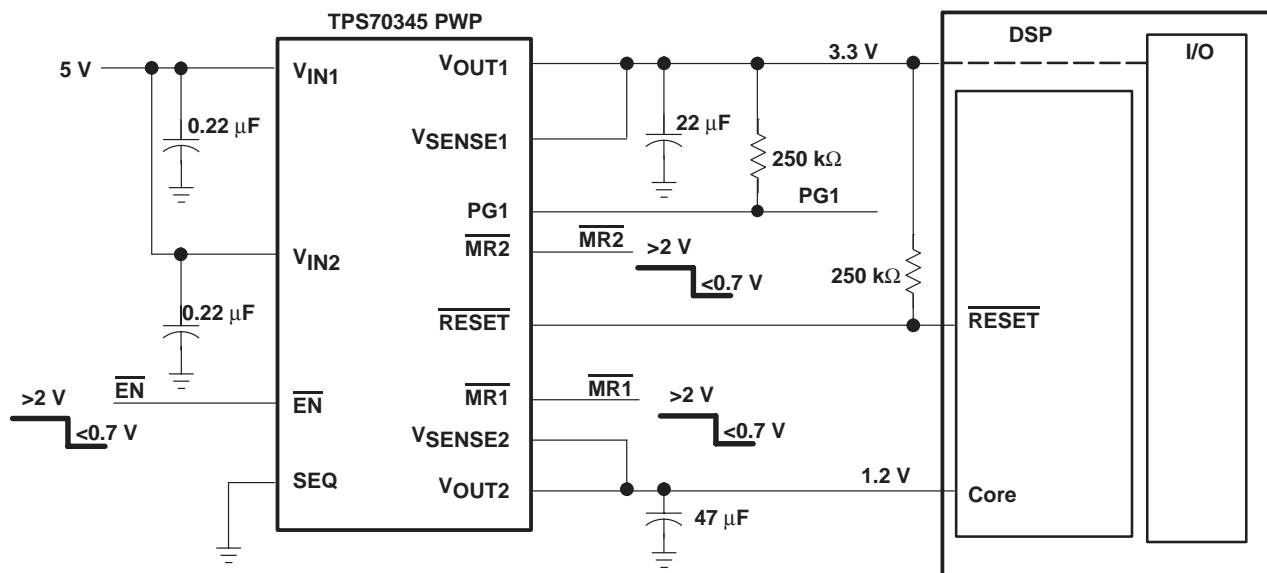 TPS70345 PWP
DSP
I/O
5 V
VIN1
VOUT1
3.3 V
0.22 μF
VSENSE1
22 μF
250 kΩ
PG1
PG1
VIN2
MR2
MR2
>2 V
<0.7 V
250 kΩ
0.22 μF
RESET
RESET
EN
>2 V
<0.7 V
EN
MR1
MR1
>2 V
<0.7 V
VSENSE2
SEQ
VOUT2
1.2 V
Core
47 μF